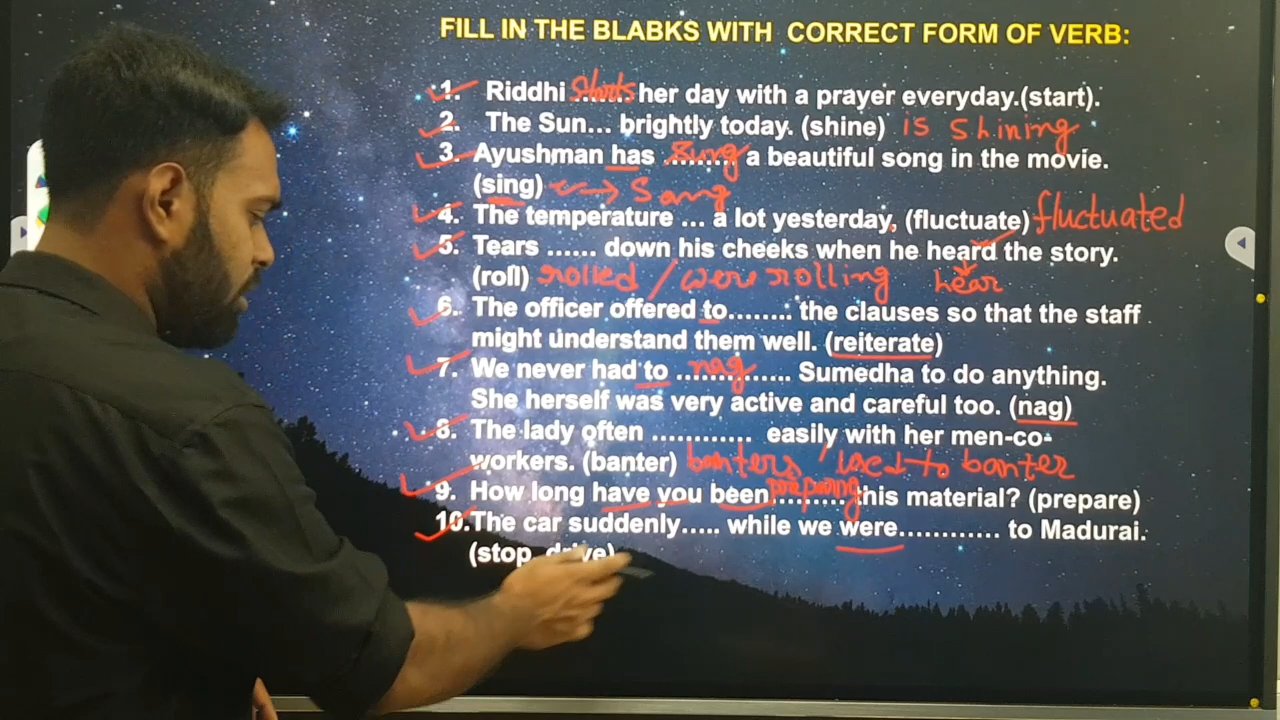 FILL IN THE BLABKS WITH CORRECT FORM OF VERB:
1. Riddhi starts her day with a prayer everyday.(start).
2. The Sun... brightly today. (shine) is shining
3. Ayushman has sung a beautiful song in the movie.
(sing) sang
4. The temperature ... a lot yesterday, (fluctuate) fluctuated
5. Tears ...... down his cheeks when he heard the story.
(roll) rolled / were rolling hear
6. The officer offered to........ the clauses so that the staff
might understand them well. (reiterate)
7. We never had to ....nag...... Sumedha to do anything.
She herself was very active and careful too. (nag)
8. The lady often ............ easily with her men-co-
workers. (banter) banters / used to banter
9. How long have you been preparing this material? (prepare)
10.The car suddenly..... while we were............ to Madurai.
(stop, drive)